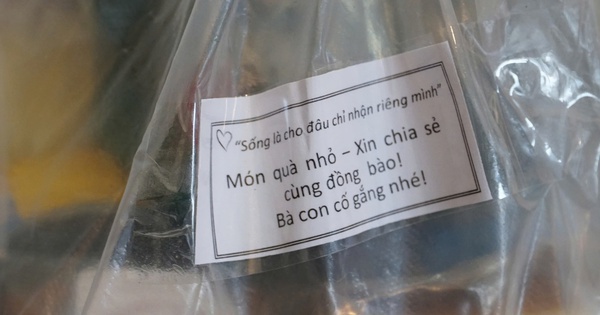 "Sống là cho đâu chỉ nhận riêng mình"
Món quà nhỏ – Xin chia sẻ
cùng đồng bào!
Bà con cố gắng nhé!